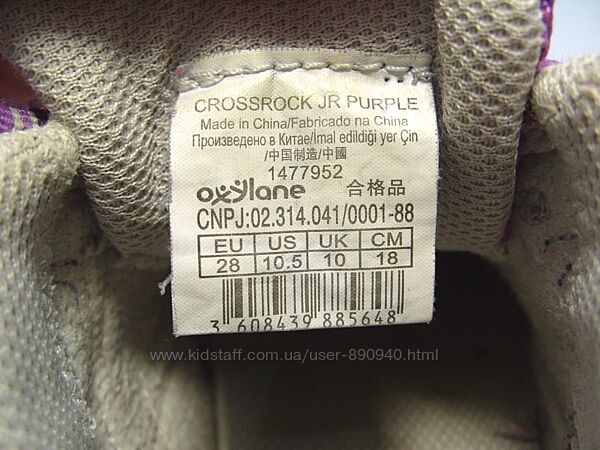 CROSSROCK JR PURPLE
Made in China/Fabricado na China
Произведено в Китае/İmal edildiği yer Çin
/中国制造/中國
1477952
oxylane 合格品
CNPJ:02.314.041/0001-88
EU US UK CM
28 10.5 10 18
3 608439 885648
www.kidstaff.com.ua/user-890940.html